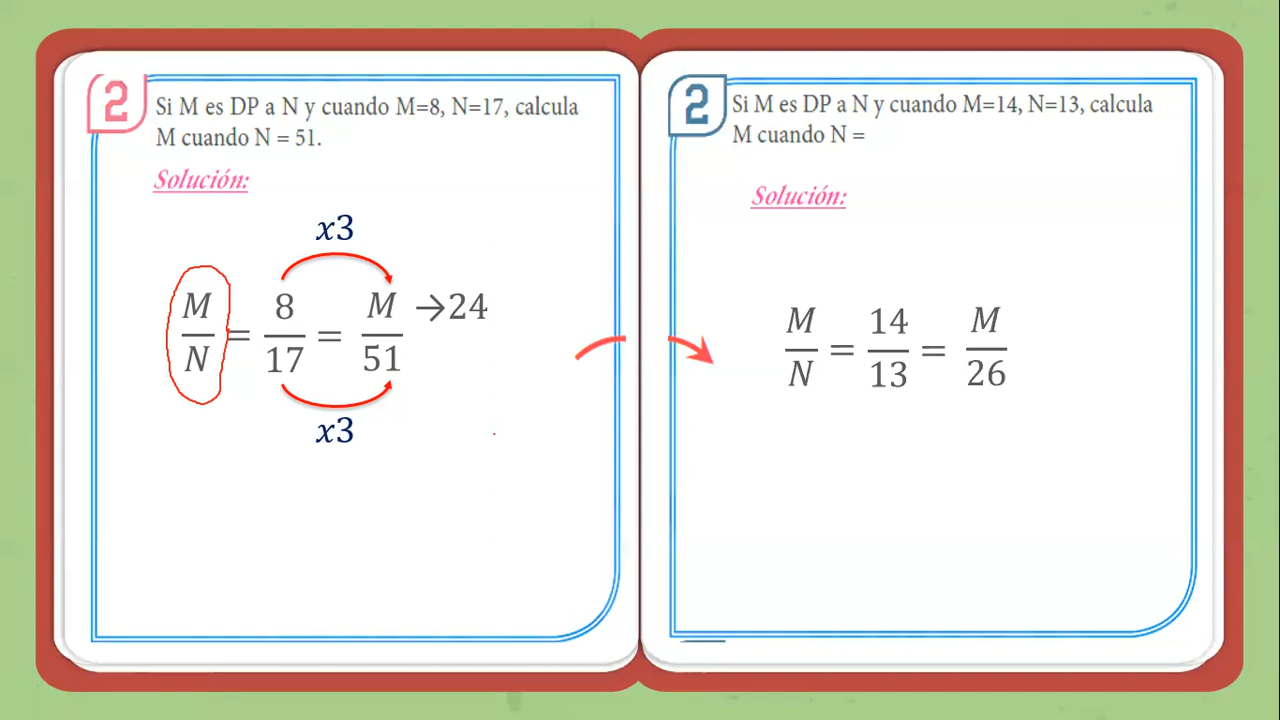 2
Si M es DP a N y cuando M=8, N=17, calcula
M cuando N = 51.
Solución:
x3
M/N = 8/17 = M/51 →24
x3
2
Si M es DP a N y cuando M=14, N=13, calcula
M cuando N =
Solución:
M/N = 14/13 = M/26